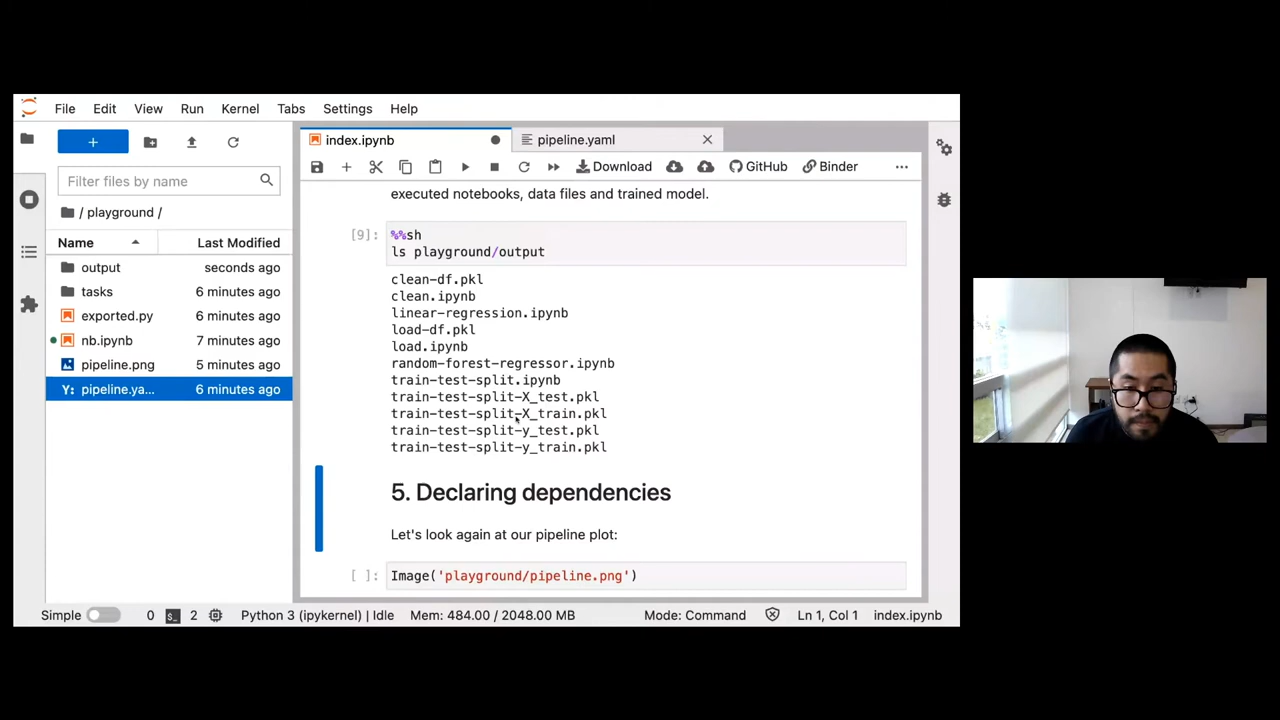 File Edit View Run Kernel Tabs Settings Help
+
Filter files by name
/ playground /
Name Last Modified
output seconds ago
tasks 6 minutes ago
exported.py 6 minutes ago
nb.ipynb 7 minutes ago
pipeline.png 5 minutes ago
Y: pipeline.ya... 6 minutes ago
index.ipynb
pipeline.yaml
Download GitHub Binder
executed notebooks, data files and trained model.
[9]: %%sh
ls playground/output
clean-df.pkl
clean.ipynb
linear-regression.ipynb
load-df.pkl
load.ipynb
random-forest-regressor.ipynb
train-test-split.ipynb
train-test-split-X_test.pkl
train-test-split-X_train.pkl
train-test-split-y_test.pkl
train-test-split-y_train.pkl
5. Declaring dependencies
Let's look again at our pipeline plot:
[ ]: Image('playground/pipeline.png')
Simple 0 2 Python 3 (ipykernel) | Idle Mem: 484.00 / 2048.00 MB Mode: Command Ln 1, Col 1 index.ipynb